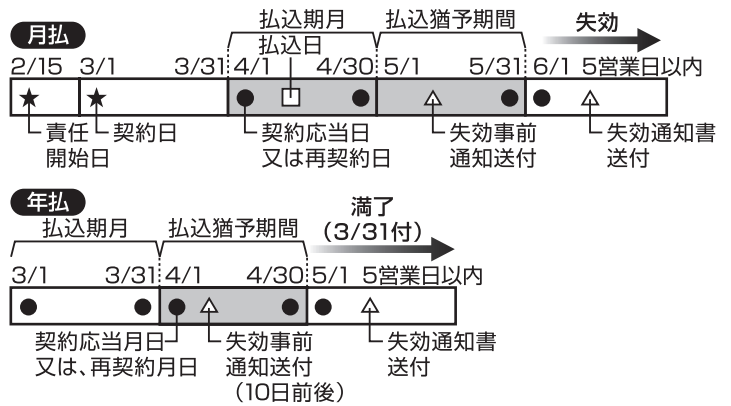 月払
払込期月
払込猶予期間
失効
払込日
2/15 3/1 3/31 4/1 4/30 5/1 5/31 6/1 5営業日以内
責任
開始日
契約日
契約応当日
又は再契約日
失効事前
通知送付
失効通知書
送付
年払
払込期月
払込猶予期間
満了
（3/31付）
3/1 3/31 4/1 4/30 5/1 5営業日以内
契約応当月日
又は、再契約月日
失効事前
通知送付
（10日前後）
失効通知書
送付